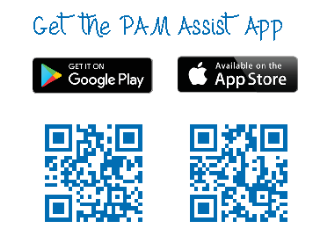 Get the PAM Assist App
GET IT ON
Google Play
Available on the
App Store